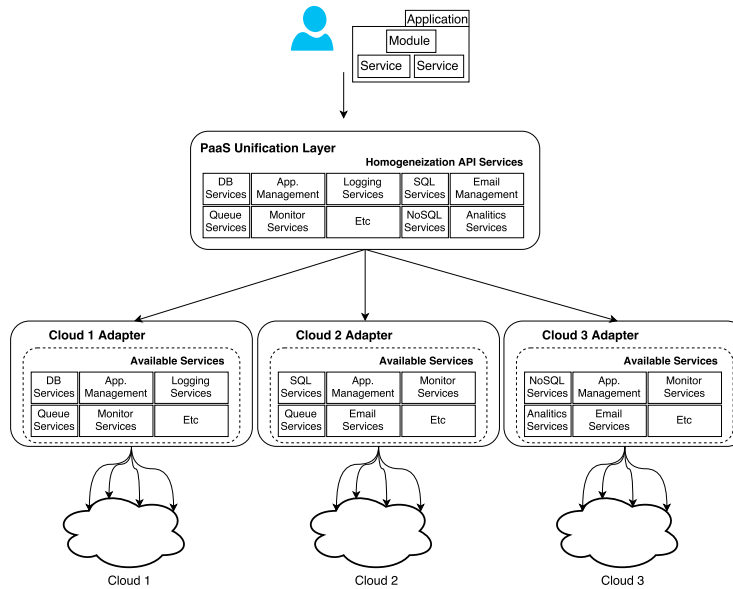 Application
Module
Service Service
PaaS Unification Layer
Homogeneization API Services
DB Services
App. Management
Logging Services
SQL Services
Email Management
Queue Services
Monitor Services
Etc
NoSQL Services
Analitics Services
Cloud 1 Adapter
Available Services
DB Services
App. Management
Logging Services
Queue Services
Monitor Services
Etc
Cloud 2 Adapter
Available Services
SQL Services
App. Management
Monitor Services
Queue Services
Email Services
Etc
Cloud 3 Adapter
Available Services
NoSQL Services
App. Management
Monitor Services
Analitics Services
Email Services
Etc
Cloud 1
Cloud 2
Cloud 3